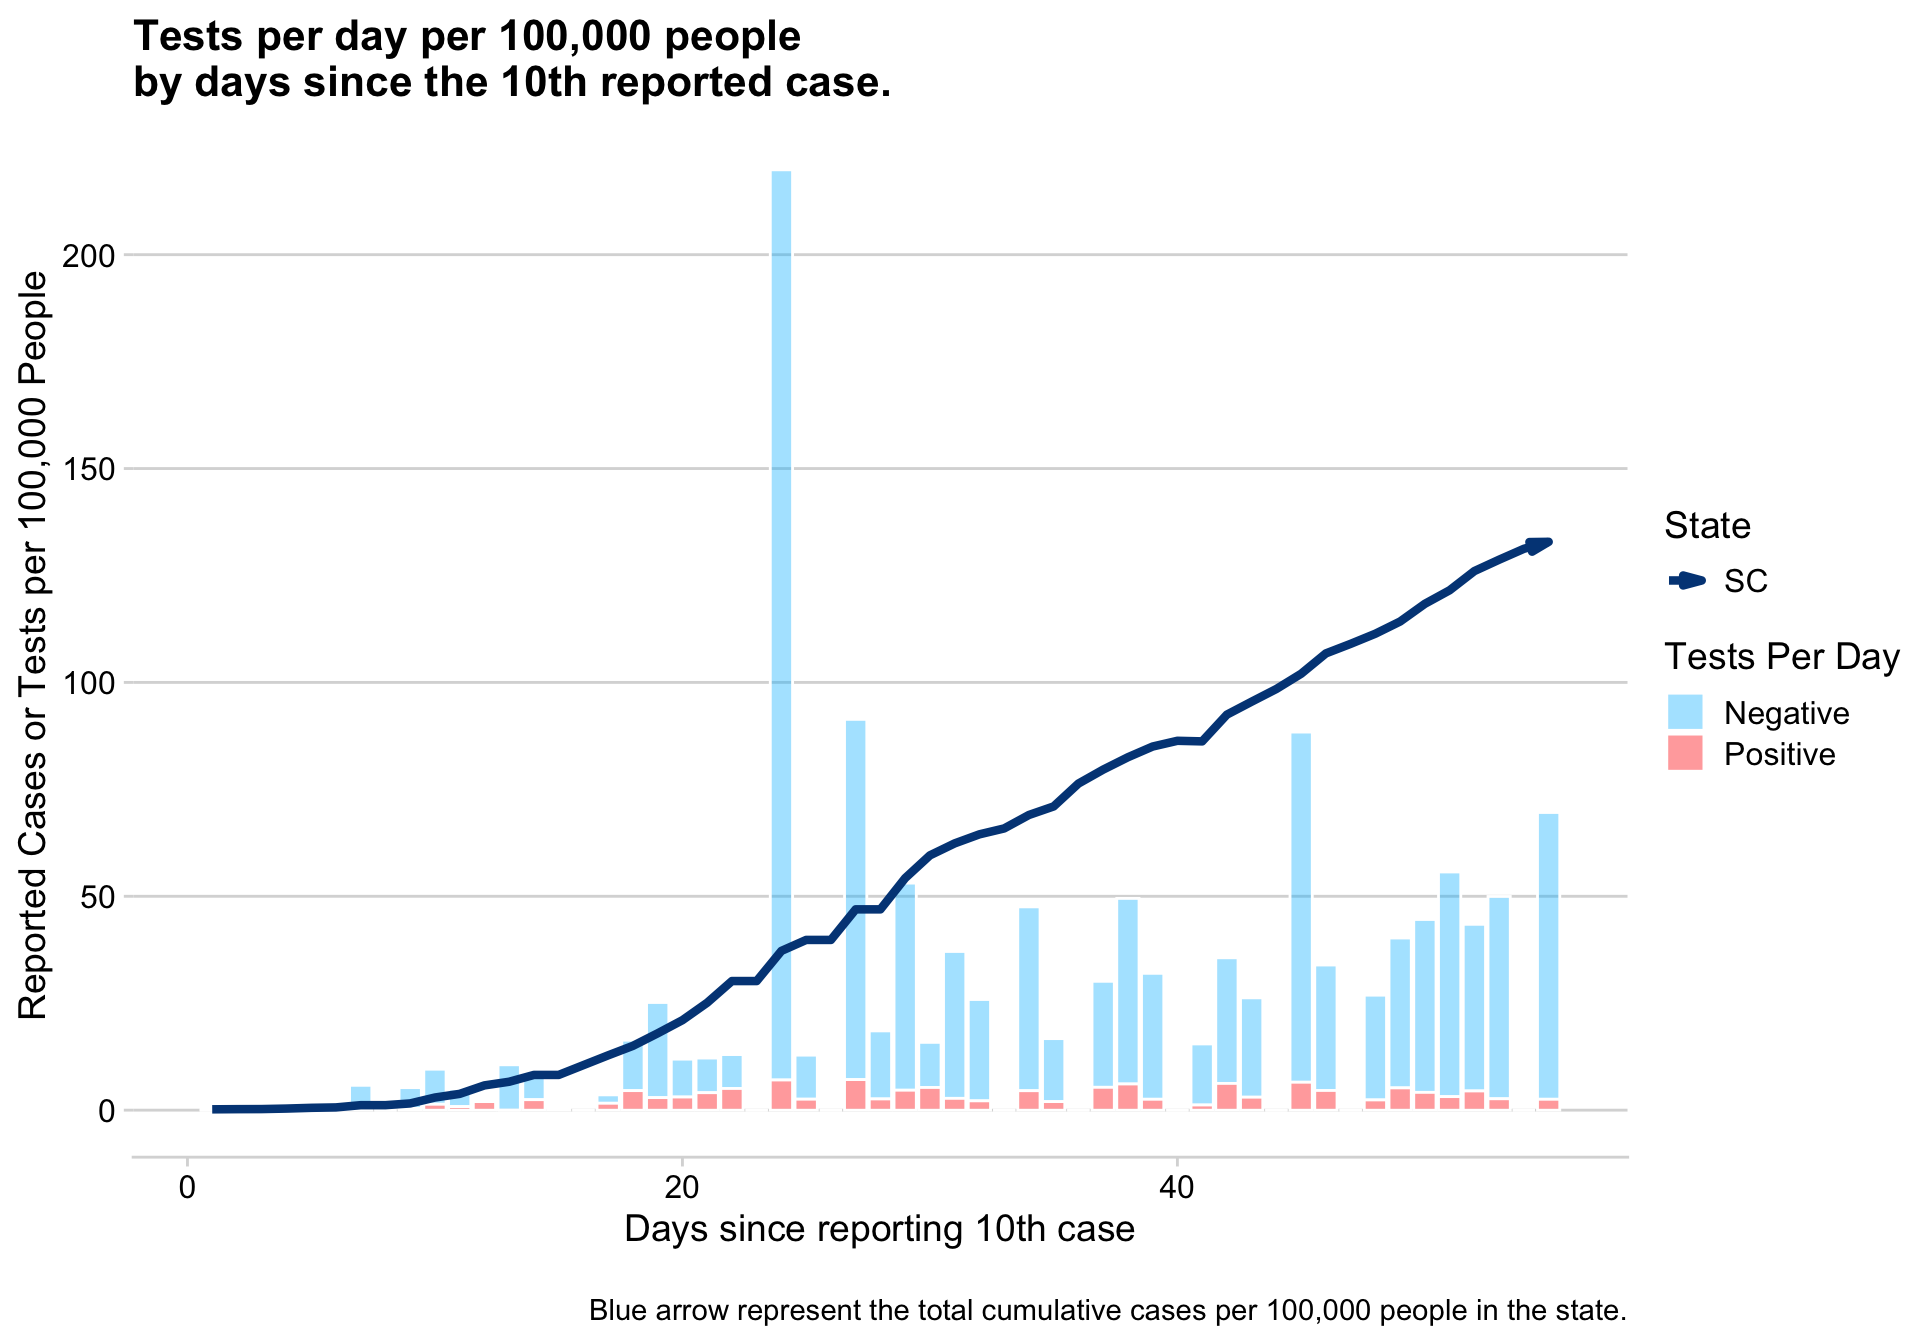 Tests per day per 100,000 people
by days since the 10th reported case.
Reported Cases or Tests per 100,000 People
200
150
100
50
0
0
20
40
Days since reporting 10th case
State
SC
Tests Per Day
Negative
Positive
Blue arrow represent the total cumulative cases per 100,000 people in the state.